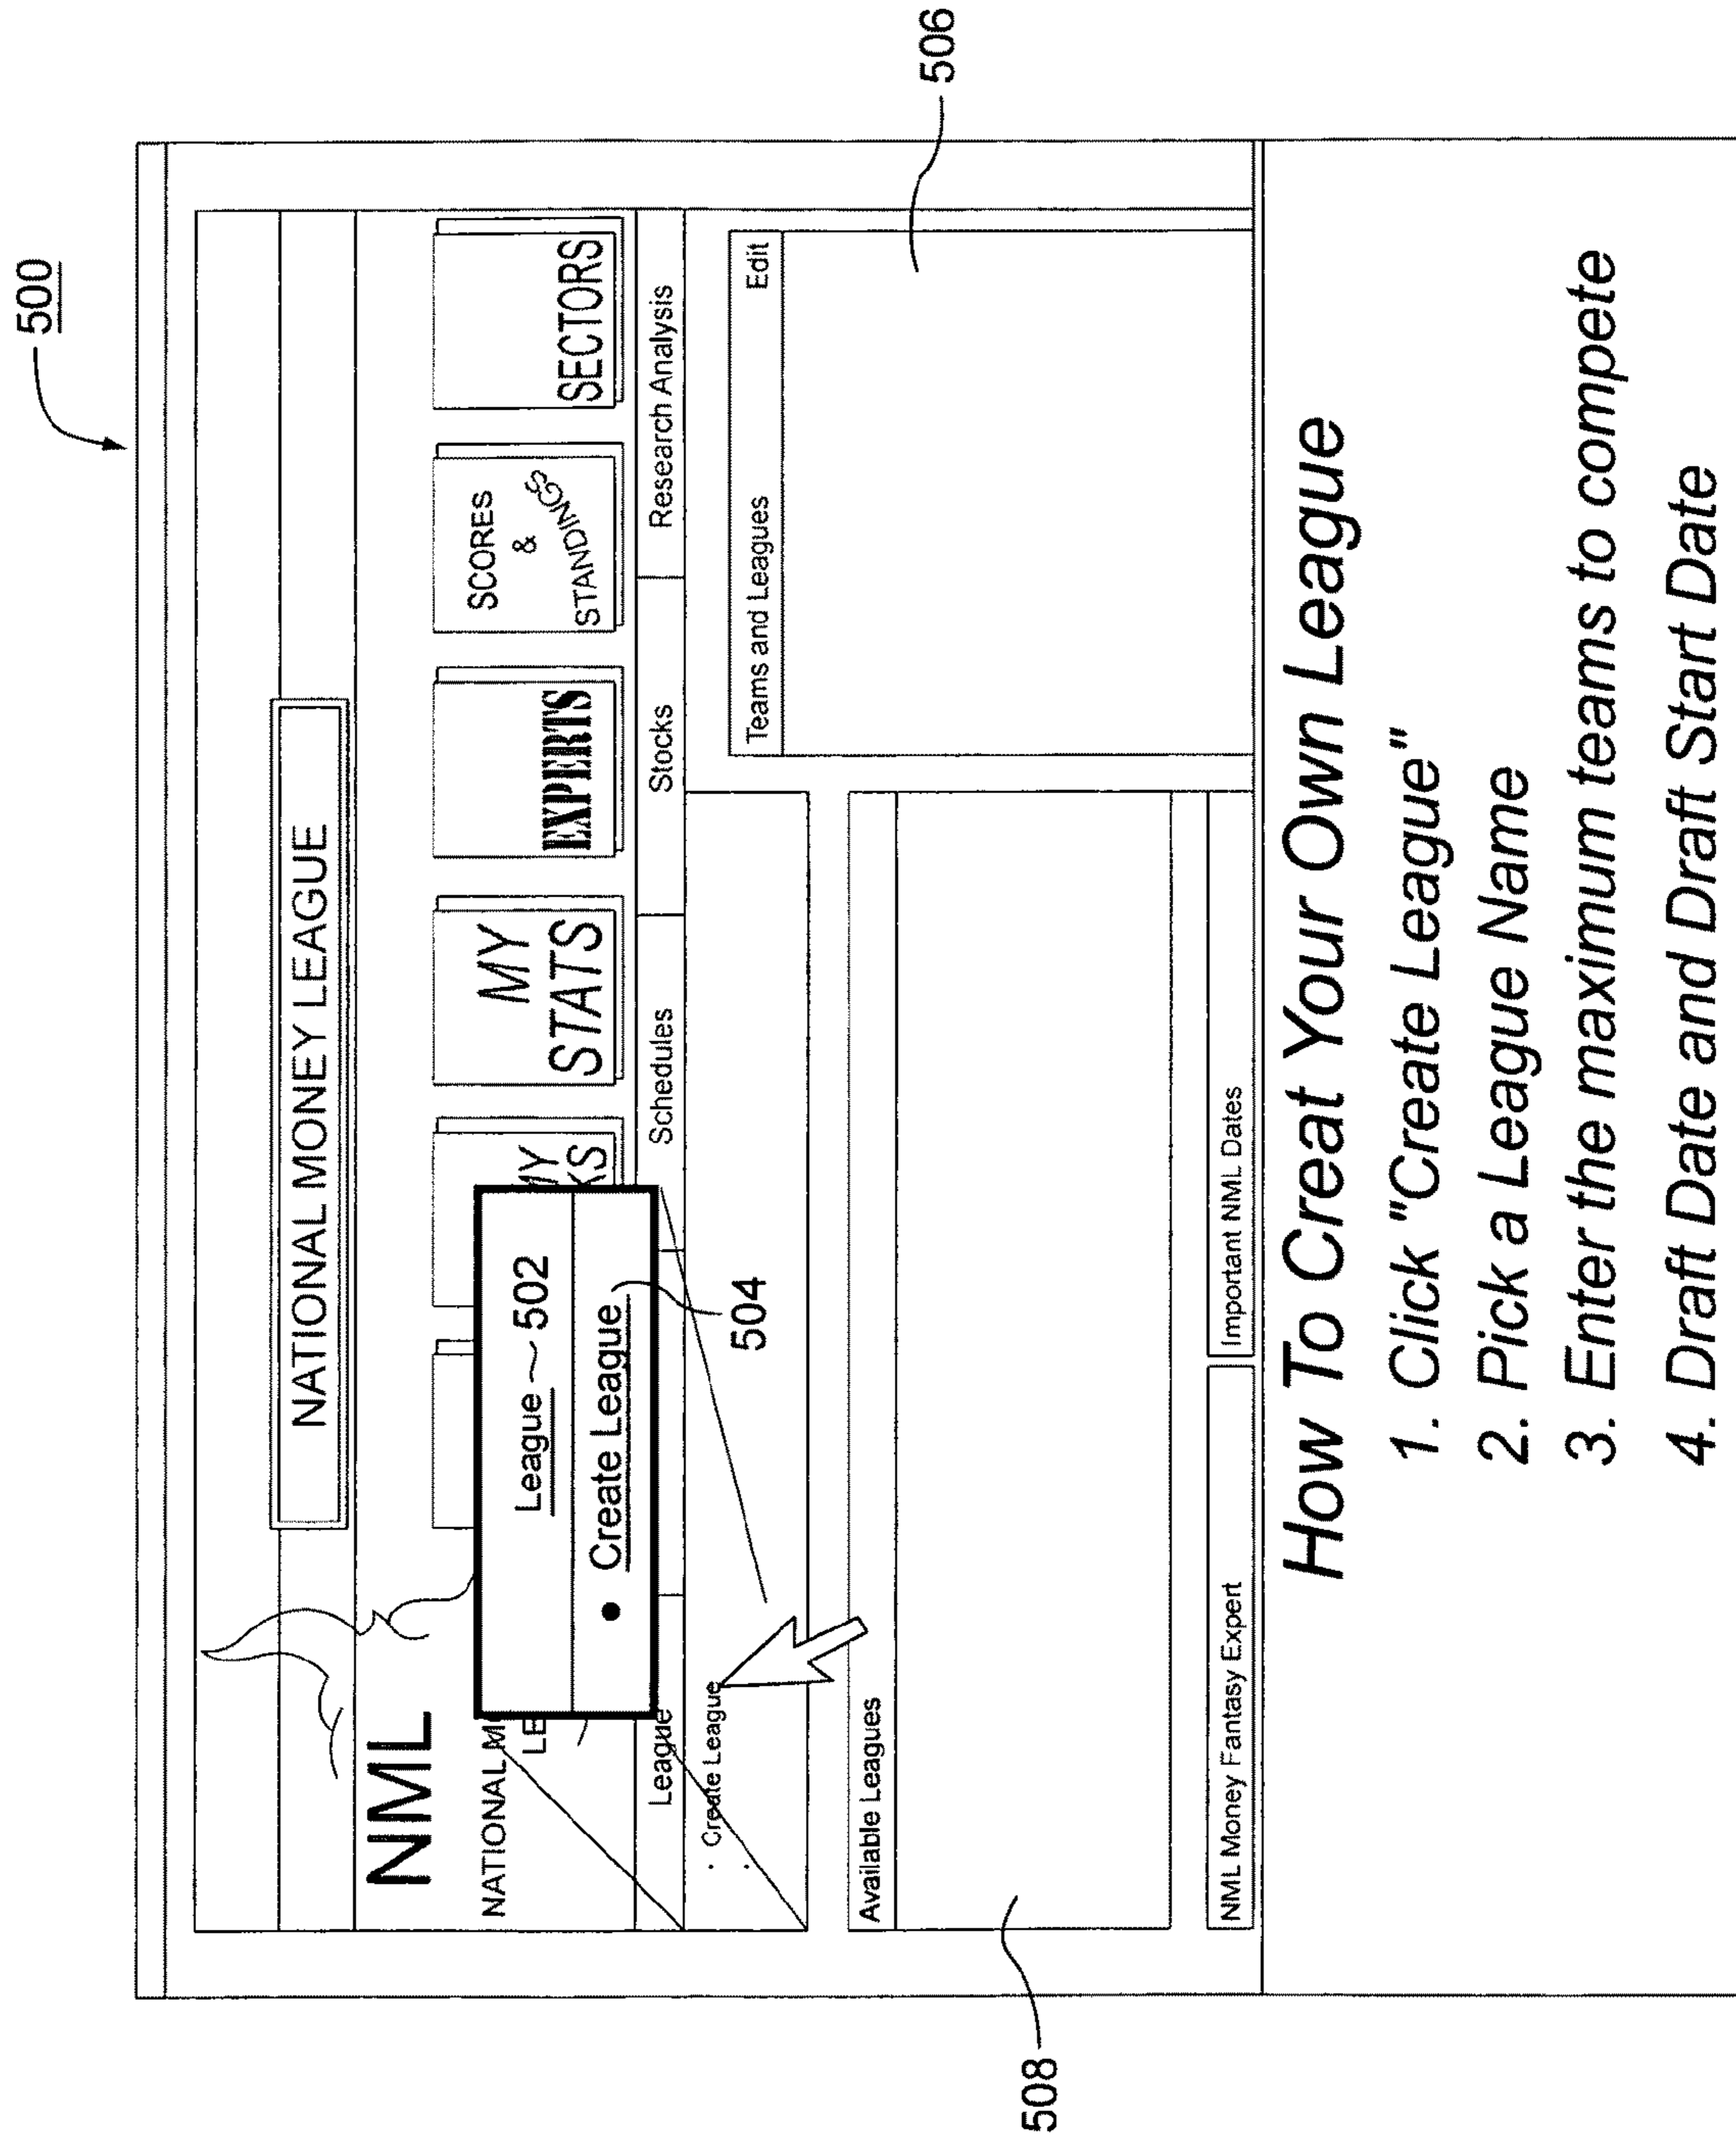 500
NATIONAL MONEY LEAGUE
NML
NATIONAL M
LE
MY
KS
MY
STATS
EXPERTS
SCORES
&
STANDINGS
SECTORS
League 502
• Create League
504
League
Schedules
Stocks
Research Analysis
· Create League
·
Teams and Leagues Edit
506
Available Leagues
508
NML Money Fantasy Expert
Important NML Dates
How To Creat Your Own League
1. Click "Create League"
2. Pick a League Name
3. Enter the maximum teams to compete
4. Draft Date and Draft Start Date